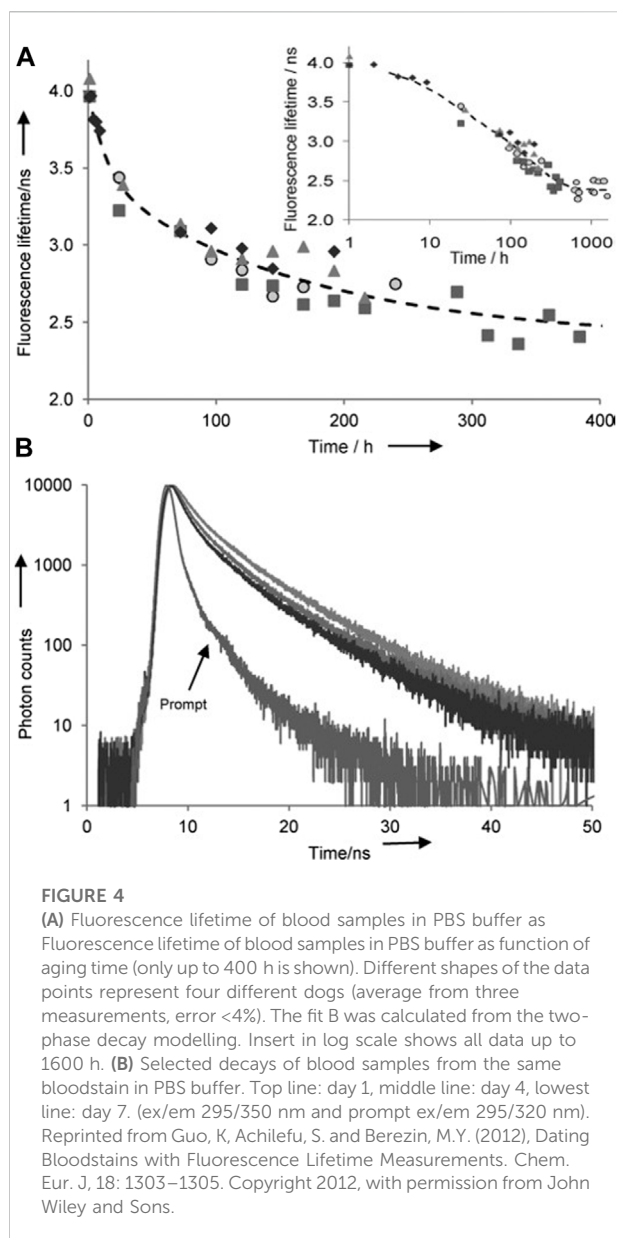 A
Fluorescence lifetime/ns
4.0
3.5
3.0
2.5
2.0
0
100
200
300
400
Time / h
Fluorescence lifetime / ns
4.0
3.5
3.0
2.5
2.0
1
10
100
1000
Time / h
B
Photon counts
10000
1000
100
10
1
Prompt
0
10
20
30
40
50
Time/ns
FIGURE 4
(A) Fluorescence lifetime of blood samples in PBS buffer as
Fluorescence lifetime of blood samples in PBS buffer as function of
aging time (only up to 400 h is shown). Different shapes of the data
points represent four different dogs (average from three
measurements, error <4%). The fit B was calculated from the two-
phase decay modelling. Insert in log scale shows all data up to
1600 h. (B) Selected decays of blood samples from the same
bloodstain in PBS buffer. Top line: day 1, middle line: day 4, lowest
line: day 7. (ex/em 295/350 nm and prompt ex/em 295/320 nm).
Reprinted from Guo, K, Achilefu, S. and Berezin, M.Y. (2012), Dating
Bloodstains with Fluorescence Lifetime Measurements. Chem.
Eur. J, 18: 1303–1305. Copyright 2012, with permission from John
Wiley and Sons.